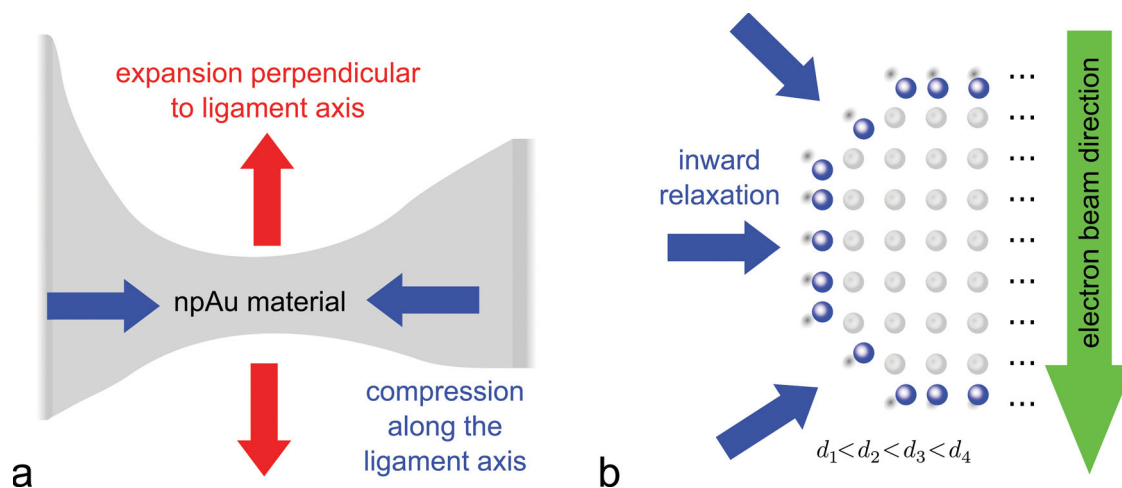 expansion perpendicular
to ligament axis
npAu material
compression
along the
ligament axis
a
inward
relaxation
...
...
...
...
...
...
...
...
...
electron beam direction
d1<d2<d3<d4
b